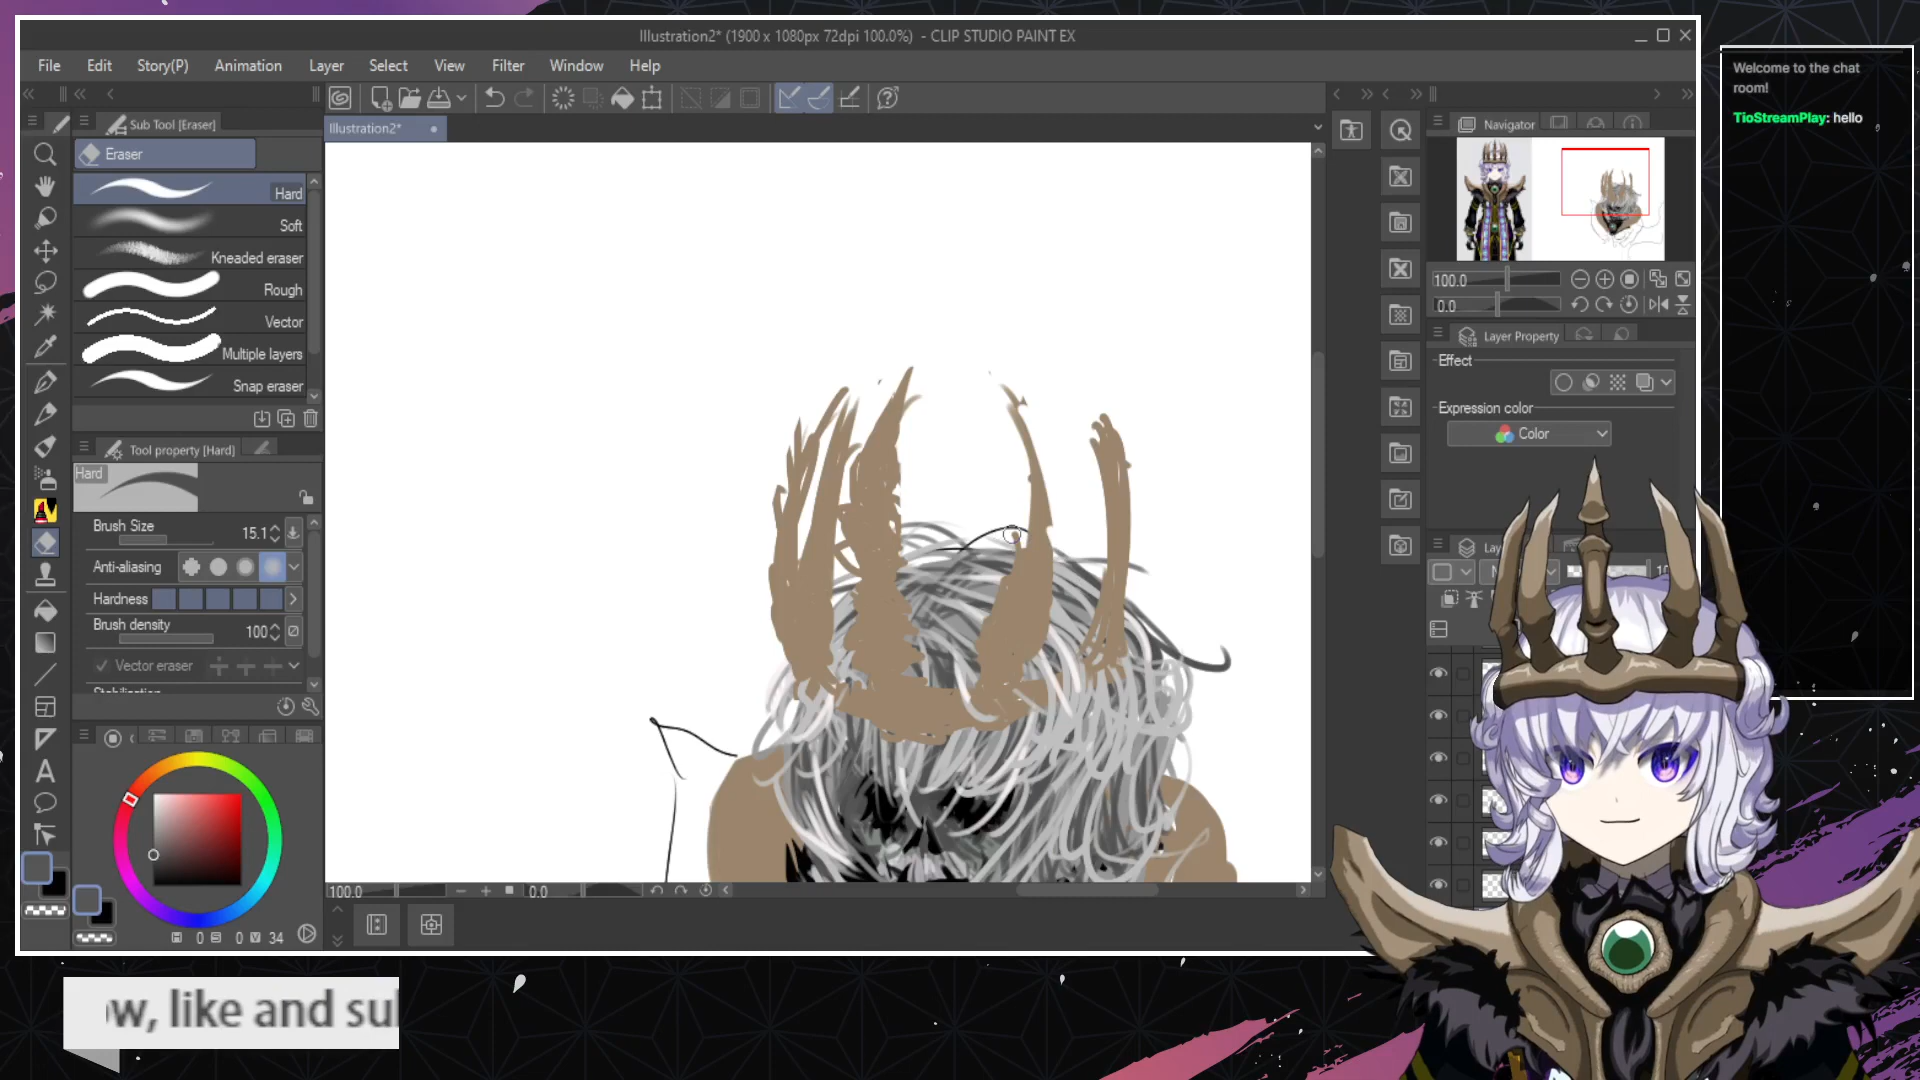 Illustration2* (1900 x 1080px 72dpi 100.0%) - CLIP STUDIO PAINT EX
File Edit Story(P) Animation Layer Select View Filter Window Help
Sub Tool [Eraser]
Eraser
Hard
Soft
Kneaded eraser
Rough
Vector
Multiple layers
Snap eraser
Tool property [Hard]
Hard
Brush Size 15.1
Anti-aliasing
Hardness
Brush density 100
Vector eraser
0 0 34
Illustration2*
100.0 0.0
Navigator
100.0
0.0
Layer Property
Effect
Expression color
Color
Welcome to the chat
room!
TioStreamPlay: hello
w, like and su